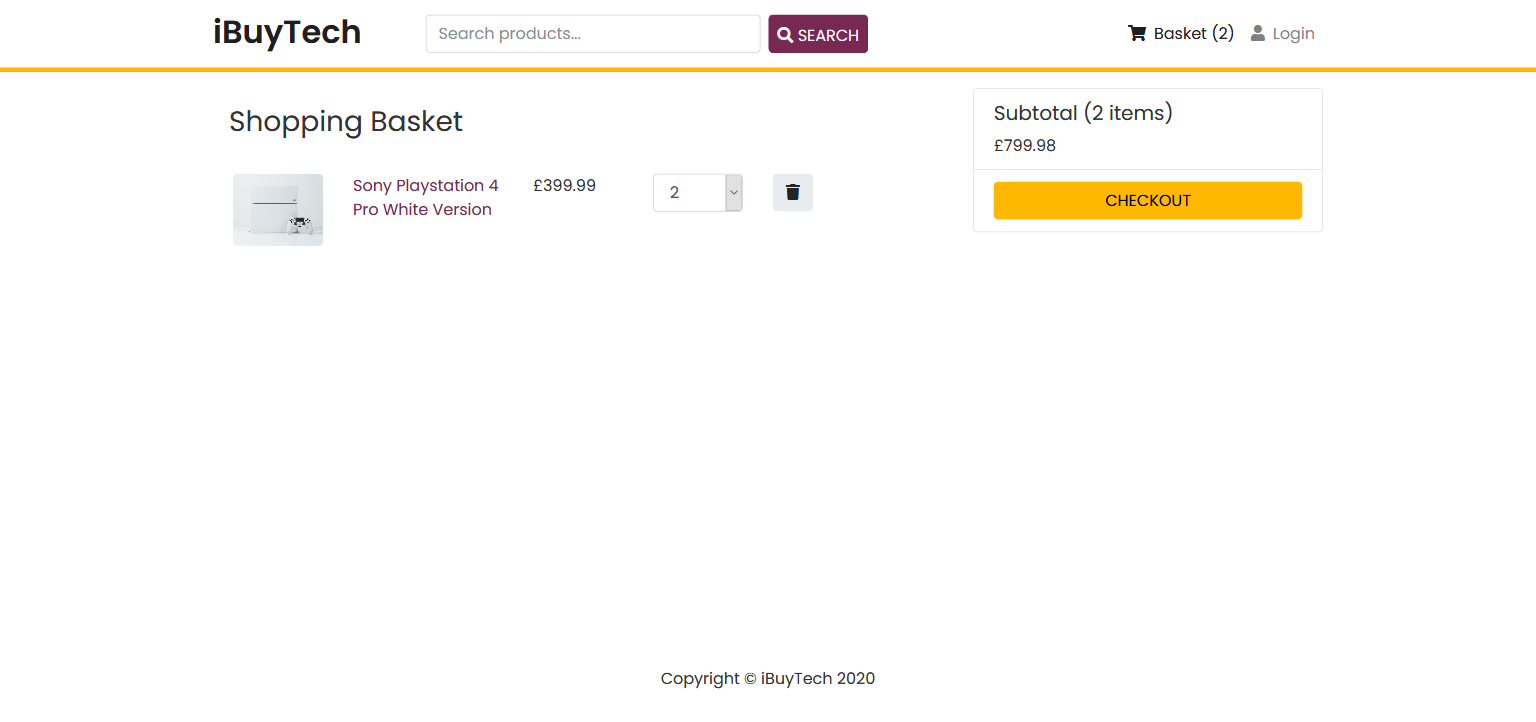 iBuyTech
Search products...
SEARCH
Basket (2)
Login
Shopping Basket
Subtotal (2 items)
£799.98
Sony Playstation 4
Pro White Version
£399.99
2
CHECKOUT
Copyright © iBuyTech 2020